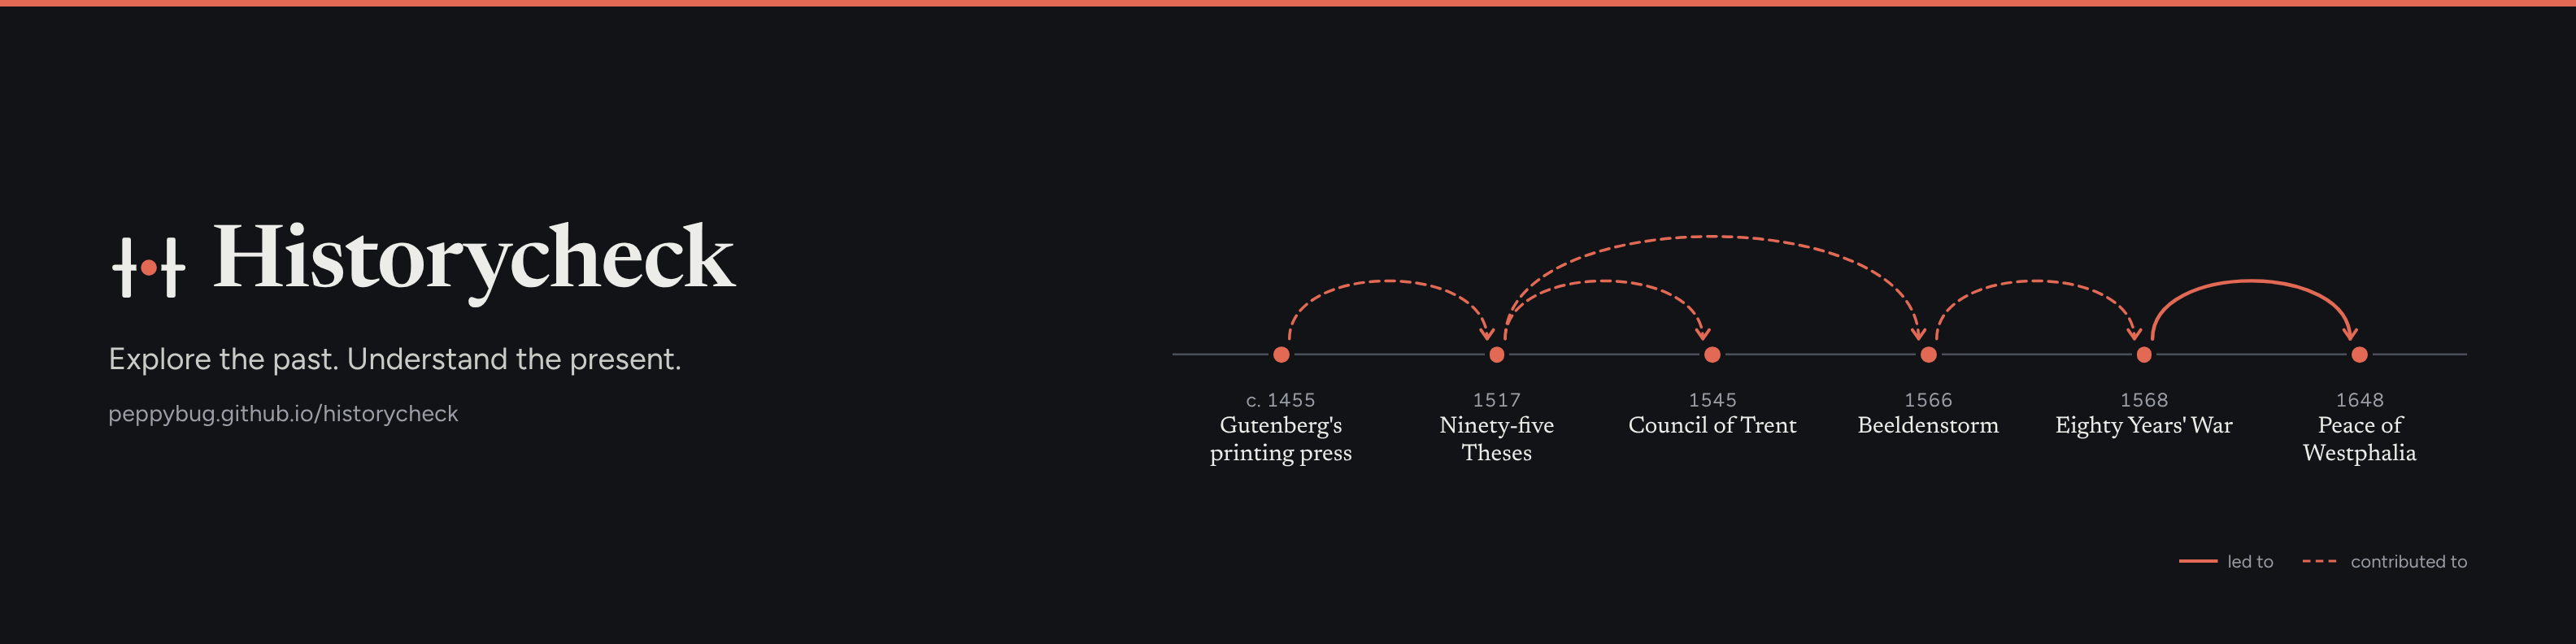 Historycheck
Explore the past. Understand the present.
peppybug.github.io/historycheck
c. 1455
Gutenberg's
printing press
1517
Ninety-five
Theses
1545
Council of Trent
1566
Beeldenstorm
1568
Eighty Years' War
1648
Peace of
Westphalia
led to
contributed to